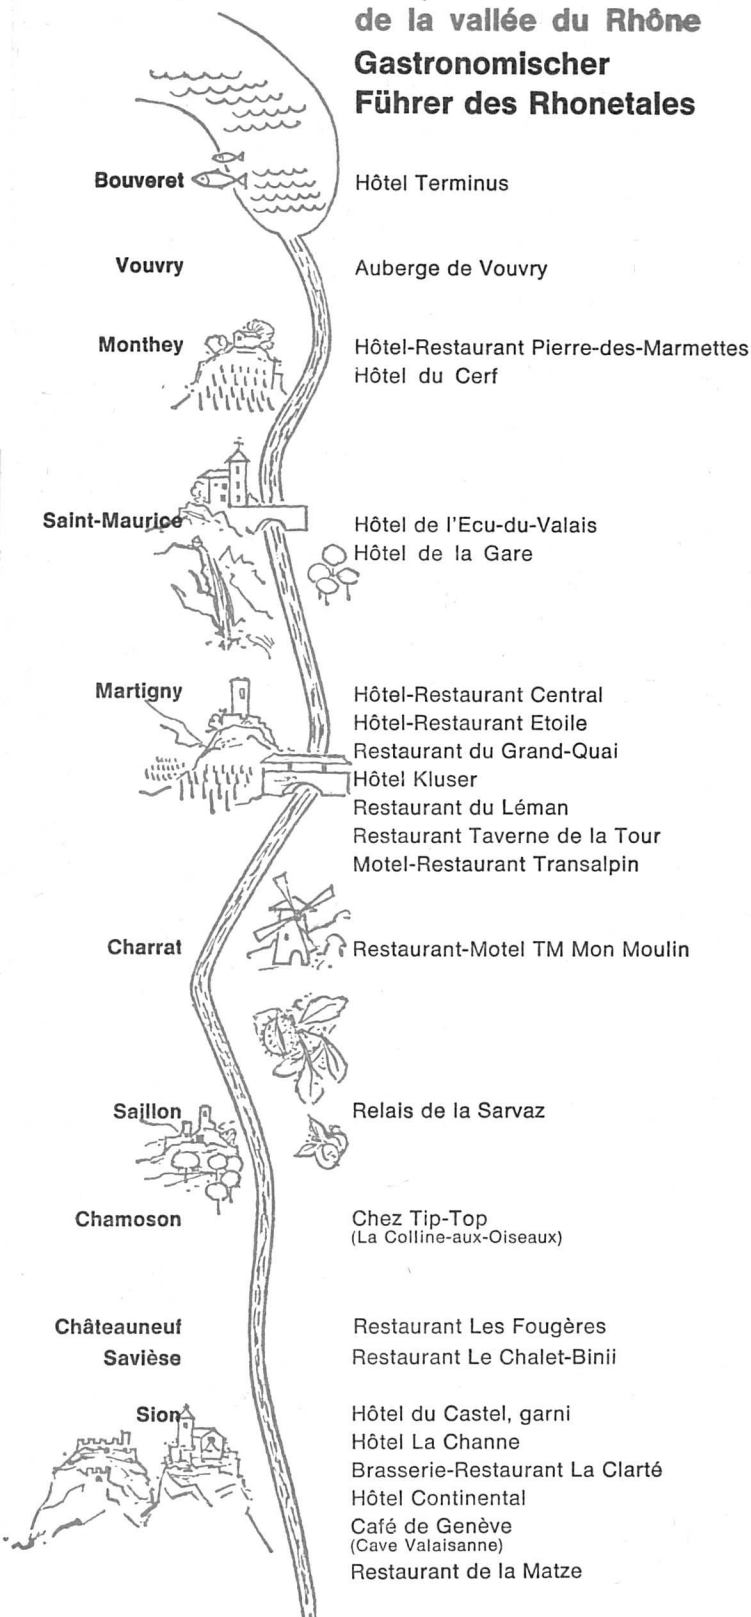 de la vallée du Rhône
Gastronomischer
Führer des Rhonetales
Bouveret Hôtel Terminus
Vouvry Auberge de Vouvry
Monthey Hôtel-Restaurant Pierre-des-Marmettes
Hôtel du Cerf
Saint-Maurice Hôtel de l'Ecu-du-Valais
Hôtel de la Gare
Martigny Hôtel-Restaurant Central
Hôtel-Restaurant Etoile
Restaurant du Grand-Quai
Hôtel Kluser
Restaurant du Léman
Restaurant Taverne de la Tour
Motel-Restaurant Transalpin
Charrat Restaurant-Motel TM Mon Moulin
Saillon Relais de la Sarvaz
Chamoson Chez Tip-Top
(La Colline-aux-Oiseaux)
Châteauneuf Restaurant Les Fougères
Savièse Restaurant Le Chalet-Binii
Sion Hôtel du Castel, garni
Hôtel La Channe
Brasserie-Restaurant La Clarté
Hôtel Continental
Café de Genève
(Cave Valaisanne)
Restaurant de la Matze